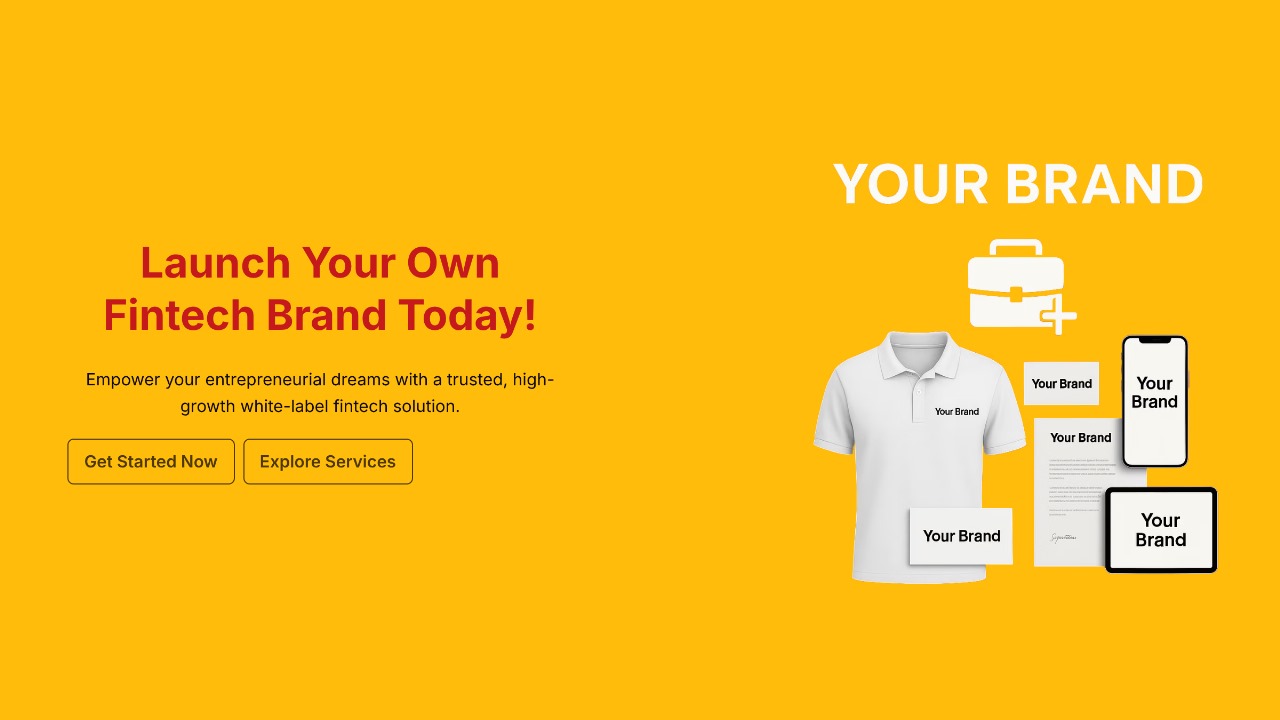 Launch Your Own
Fintech Brand Today!
Empower your entrepreneurial dreams with a trusted, high-
growth white-label fintech solution.
Get Started Now
Explore Services
YOUR BRAND
Your Brand
Your Brand
Your
Brand
Your Brand
Your Brand
Your
Brand